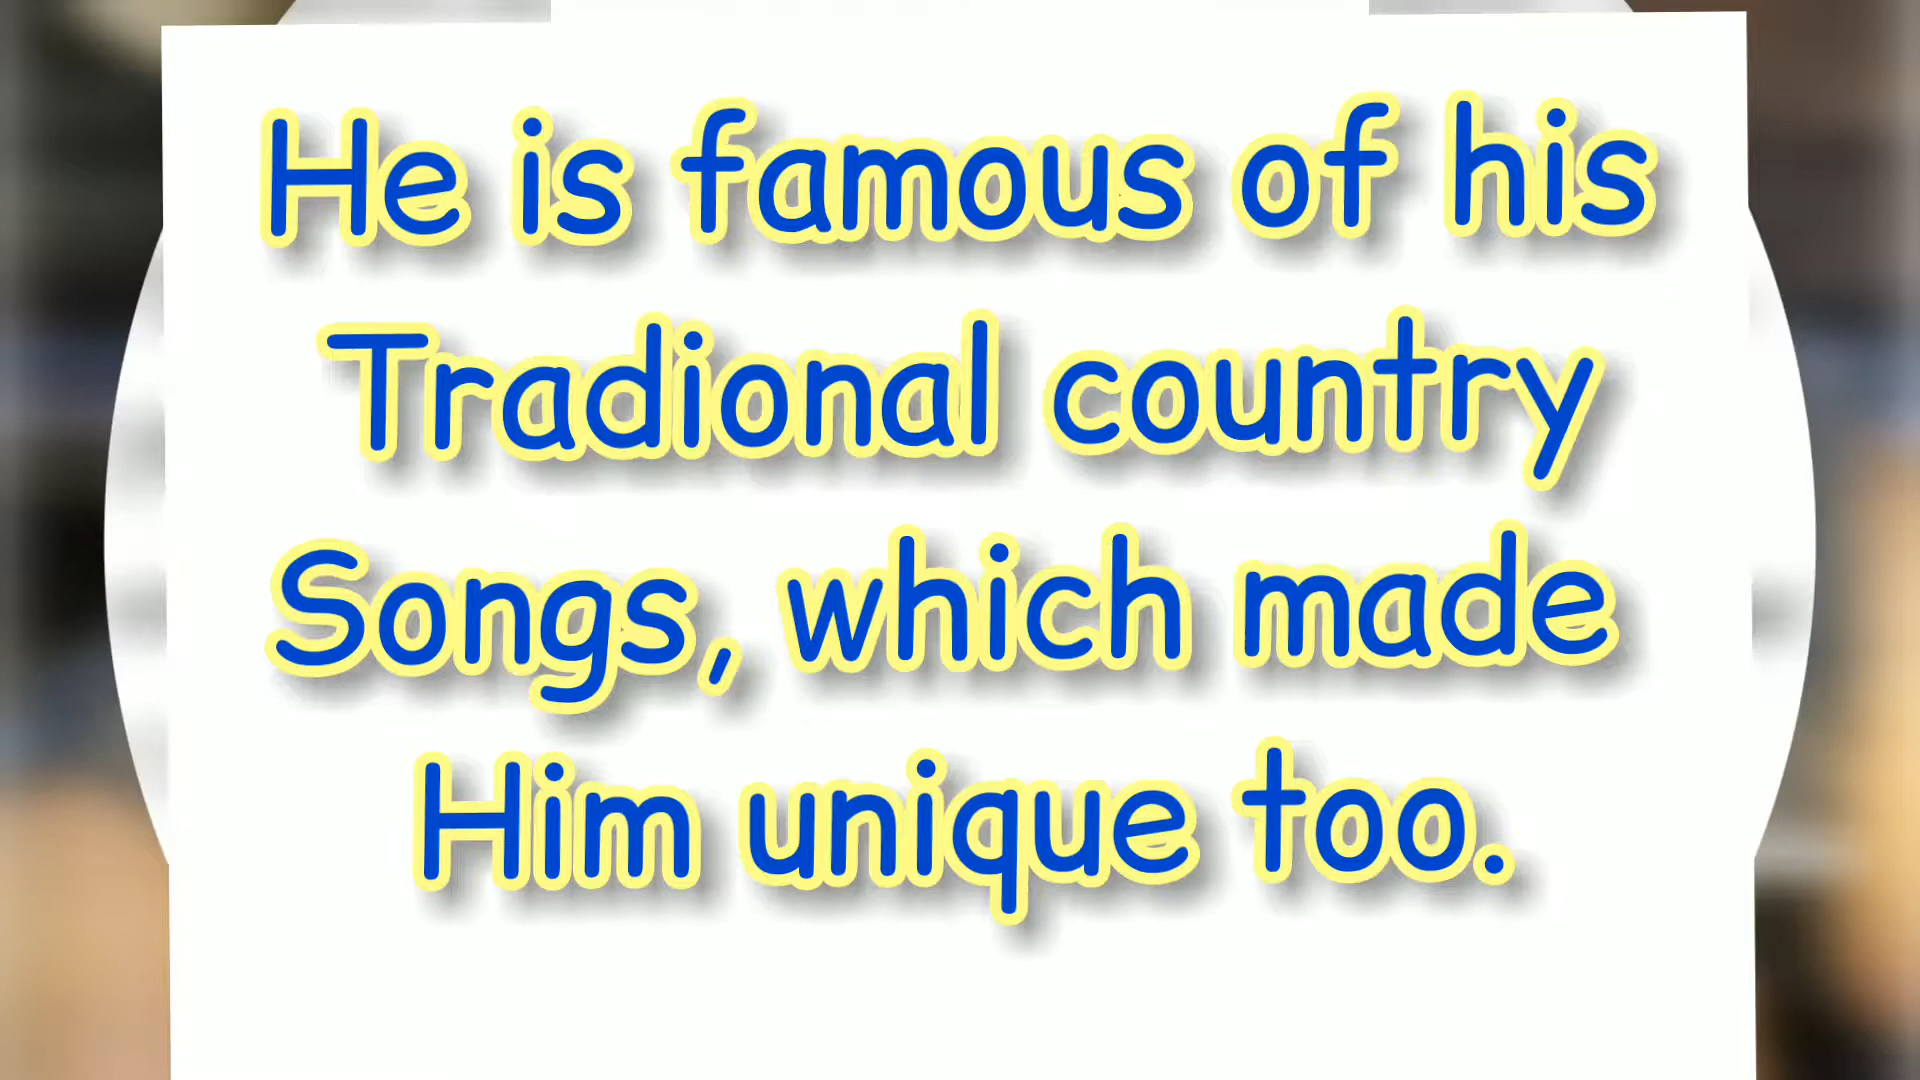 He is famous of his
Tradional country
Songs, which made
Him unique too.